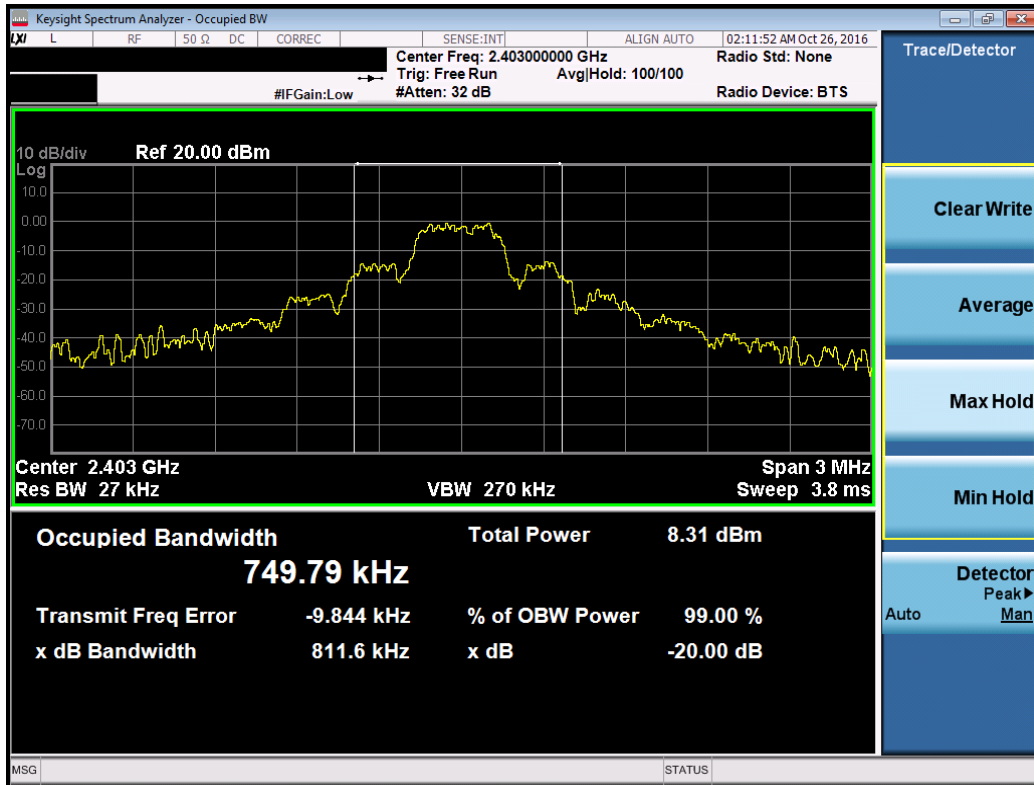 Keysight Spectrum Analyzer - Occupied BW
LXI L RF 50 Ω DC CORREC SENSE:INT ALIGN AUTO 02:11:52 AM Oct 26, 2016
Center Freq: 2.403000000 GHz Radio Std: None
Trig: Free Run Avg|Hold: 100/100
#IFGain:Low #Atten: 32 dB Radio Device: BTS
10 dB/div Ref 20.00 dBm
Log
10.0
0.00
-10.0
-20.0
-30.0
-40.0
-50.0
-60.0
-70.0
Center 2.403 GHz Span 3 MHz
Res BW 27 kHz VBW 270 kHz Sweep 3.8 ms
Occupied Bandwidth Total Power 8.31 dBm
749.79 kHz
Transmit Freq Error -9.844 kHz % of OBW Power 99.00 %
x dB Bandwidth 811.6 kHz x dB -20.00 dB
MSG STATUS
Trace/Detector
Clear Write
Average
Max Hold
Min Hold
Detector
Peak▶
Auto Man